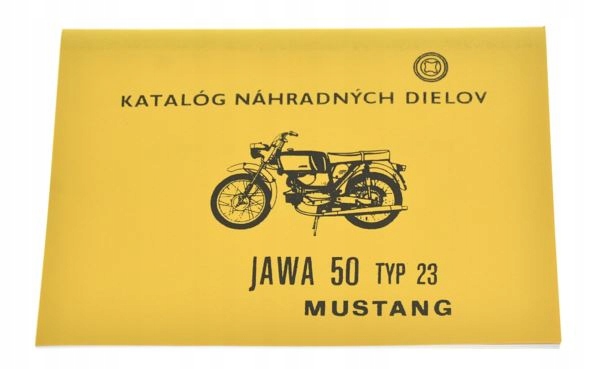 KATALÓG NÁHRADNÝCH DIELOV
JAWA 50 TYP 23
MUSTANG